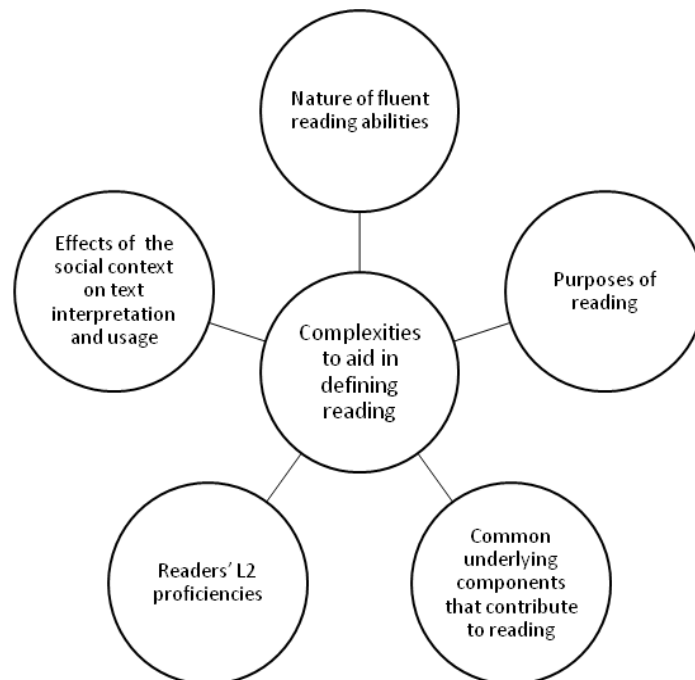 Nature of fluent
reading abilities
Effects of the
social context
on text
interpretation
and usage
Purposes of
reading
Complexities
to aid in
defining
reading
Readers' L2
proficiencies
Common
underlying
components
that contribute
to reading